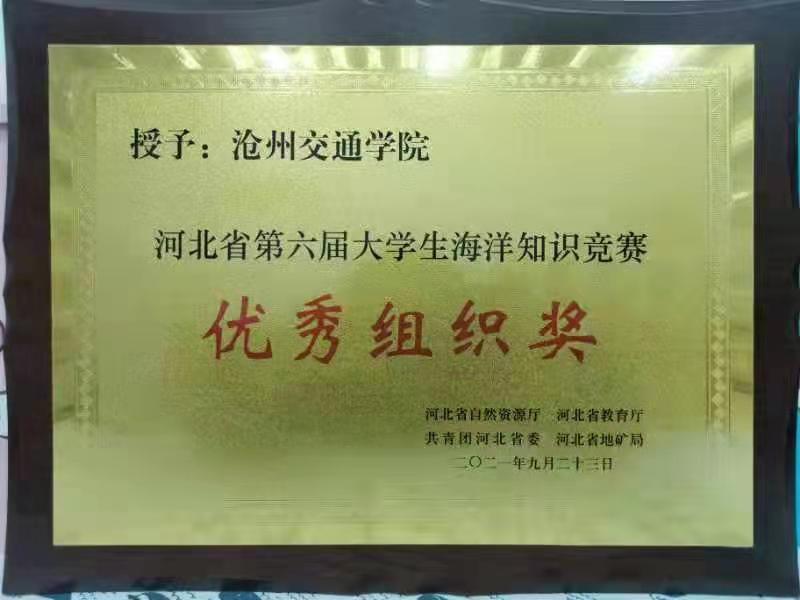 授予：沧州交通学院
河北省第六届大学生海洋知识竞赛
优秀组织奖
河北省自然资源厅 河北省教育厅
共青团河北省委 河北省地矿局
二〇二一年九月二十三日